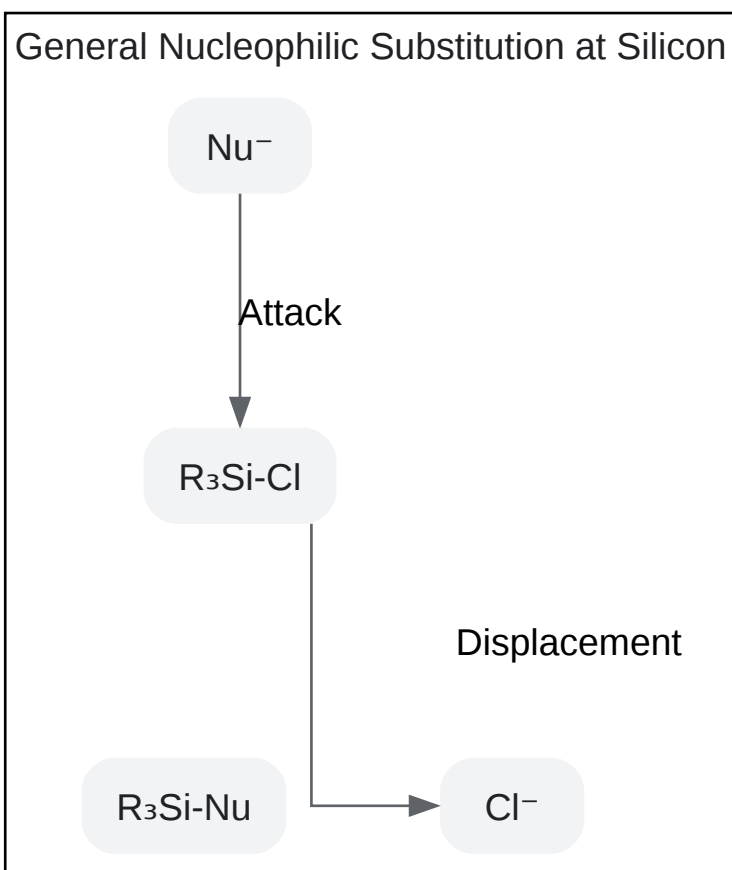 General Nucleophilic Substitution at Silicon
Nu⁻
Attack
R₃Si-Cl
Displacement
R₃Si-Nu
Cl⁻